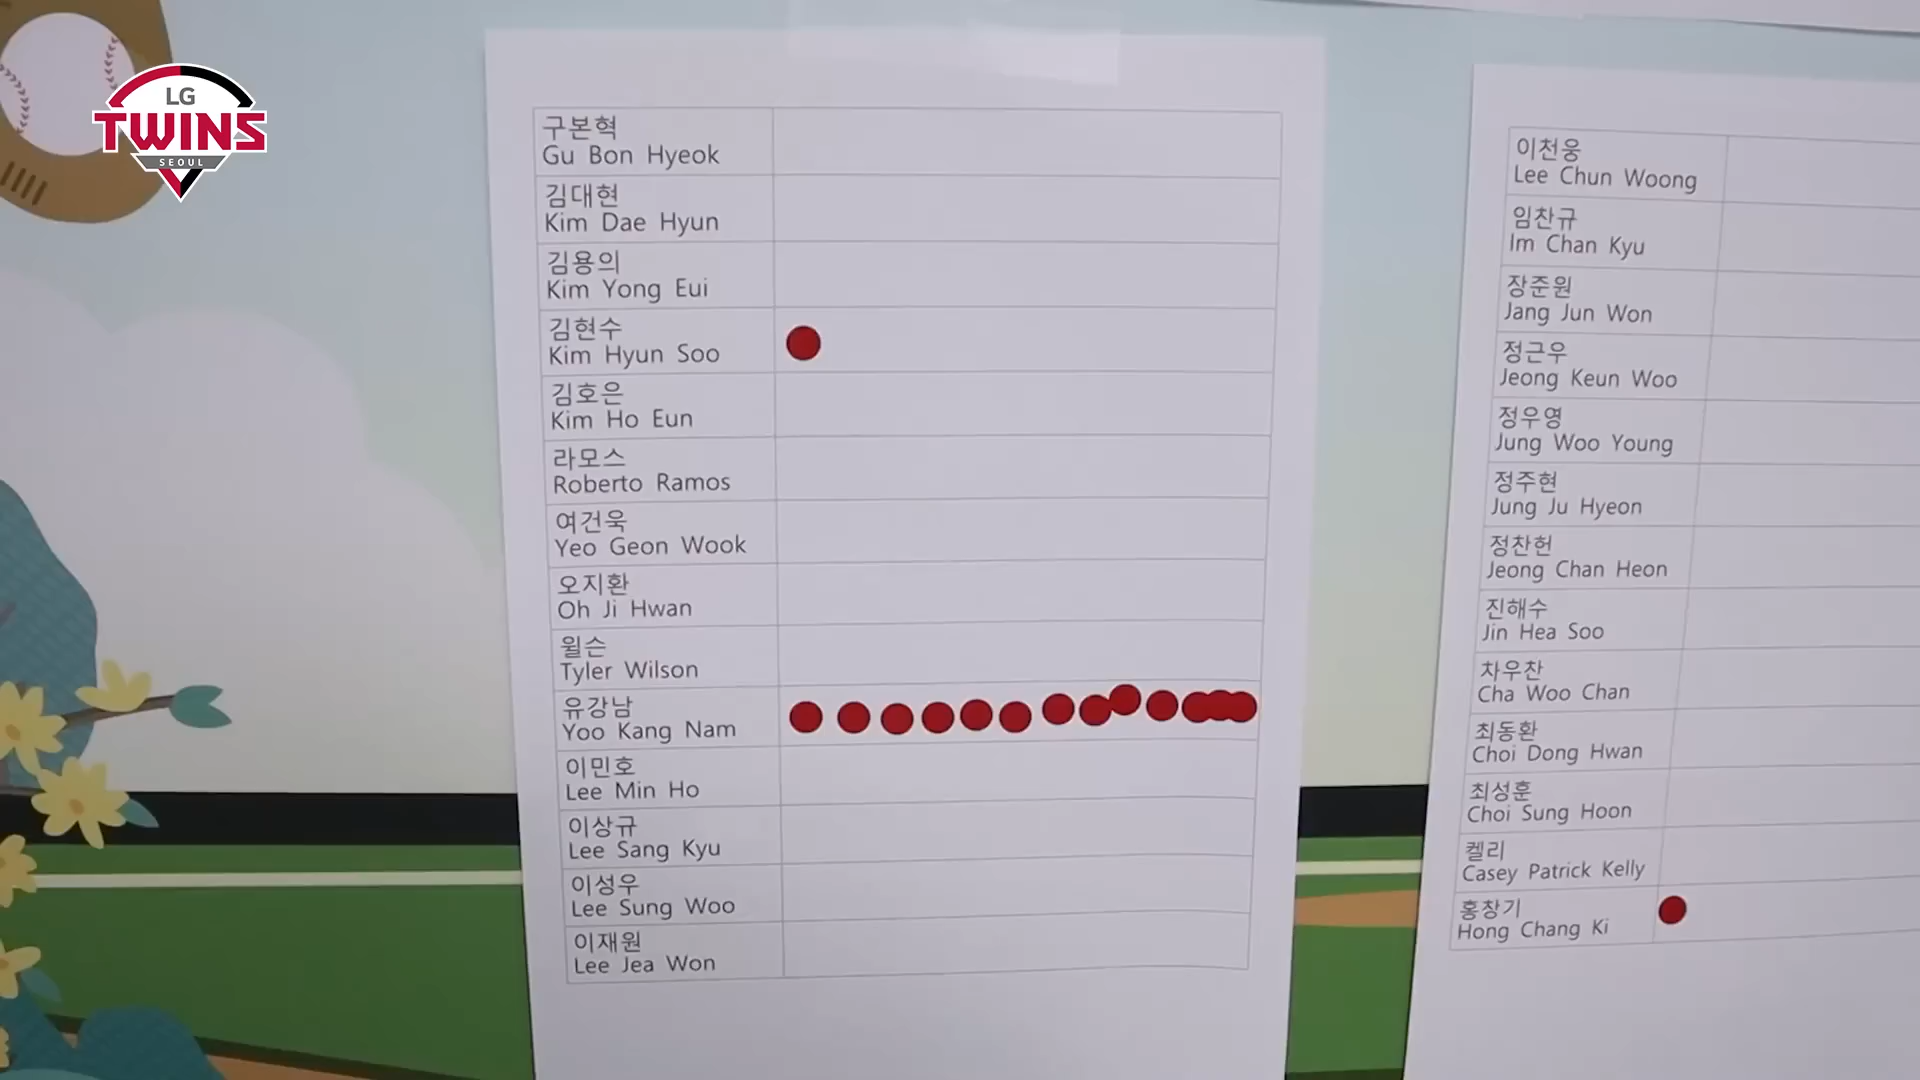 LG
TWINS
SEOUL
구본혁
Gu Bon Hyeok
김대현
Kim Dae Hyun
김용의
Kim Yong Eui
김현수
Kim Hyun Soo
김호은
Kim Ho Eun
라모스
Roberto Ramos
여건욱
Yeo Geon Wook
오지환
Oh Ji Hwan
윌슨
Tyler Wilson
유강남
Yoo Kang Nam
이민호
Lee Min Ho
이상규
Lee Sang Kyu
이성우
Lee Sung Woo
이재원
Lee Jea Won
이천웅
Lee Chun Woong
임찬규
Im Chan Kyu
장준원
Jang Jun Won
정근우
Jeong Keun Woo
정우영
Jung Woo Young
정주현
Jung Ju Hyeon
정찬헌
Jeong Chan Heon
진해수
Jin Hea Soo
차우찬
Cha Woo Chan
최동환
Choi Dong Hwan
최성훈
Choi Sung Hoon
켈리
Casey Patrick Kelly
홍창기
Hong Chang Ki